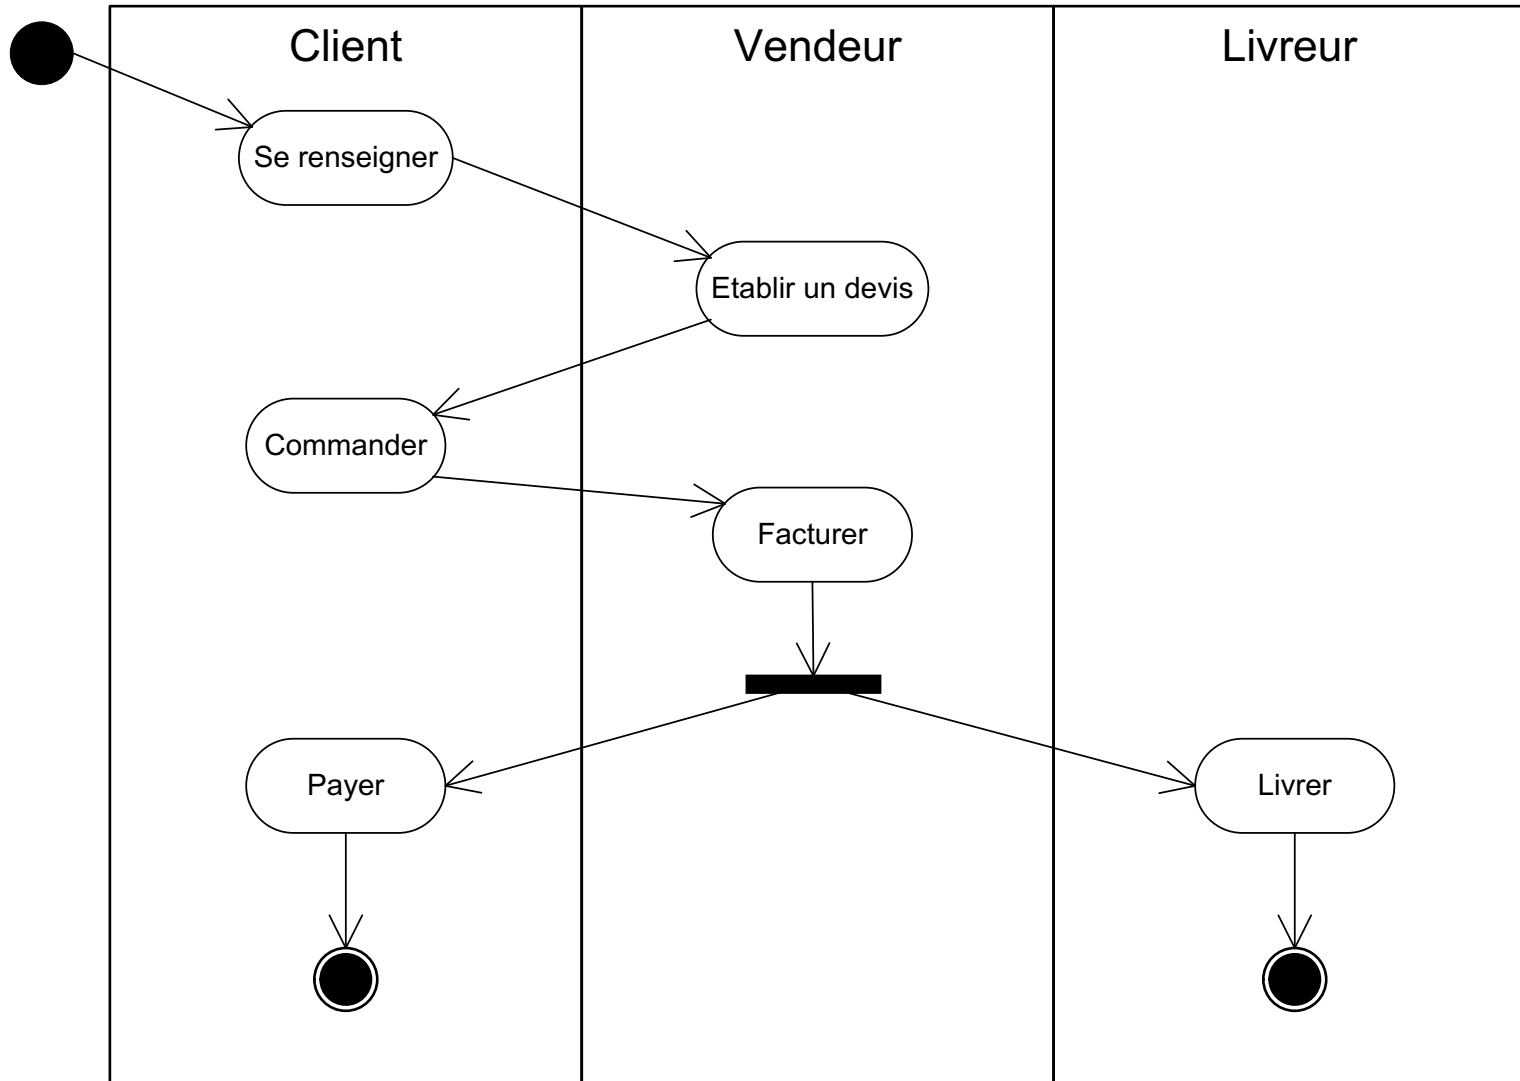 Client
Vendeur
Livreur
Se renseigner
Etablir un devis
Commander
Facturer
Payer
Livrer